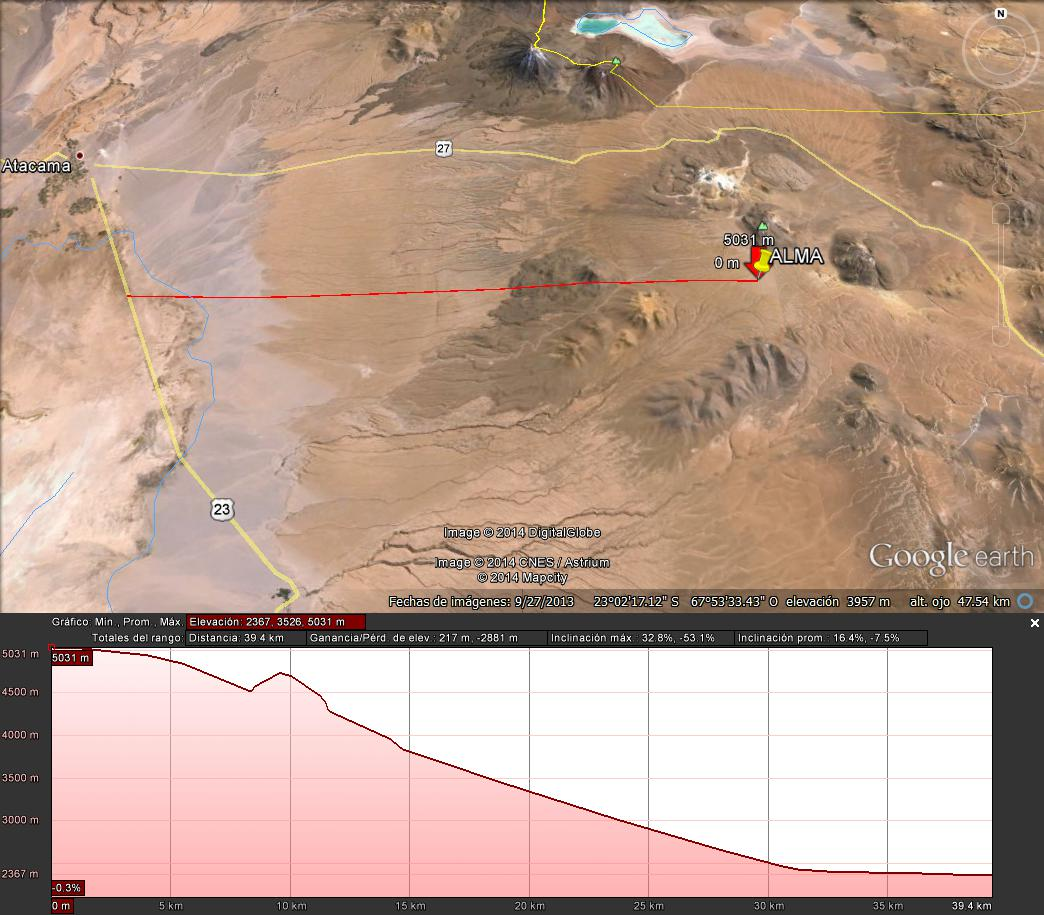 N
27
Atacama
5031 m
0 m
ALMA
23
Image © 2014 DigitalGlobe
Image © 2014 CNES / Astrium
© 2014 Mapcity
Google earth
Fechas de imágenes: 9/27/2013 23°02'17.12" S 67°53'33.43" O elevación 3957 m alt. ojo 47.54 km
Gráfico: Mín., Prom., Máx. Elevación: 2367, 3526, 5031 m
Totales del rango: Distancia: 39.4 km Ganancia/Pérd. de elev.: 217 m, -2881 m Inclinación máx.: 32.8%, -53.1% Inclinación prom.: 16.4%, -7.5%
5031 m
5031 m
4500 m
4000 m
3500 m
3000 m
2367 m
-0.3%
0 m 5 km 10 km 15 km 20 km 25 km 30 km 35 km 39.4 km